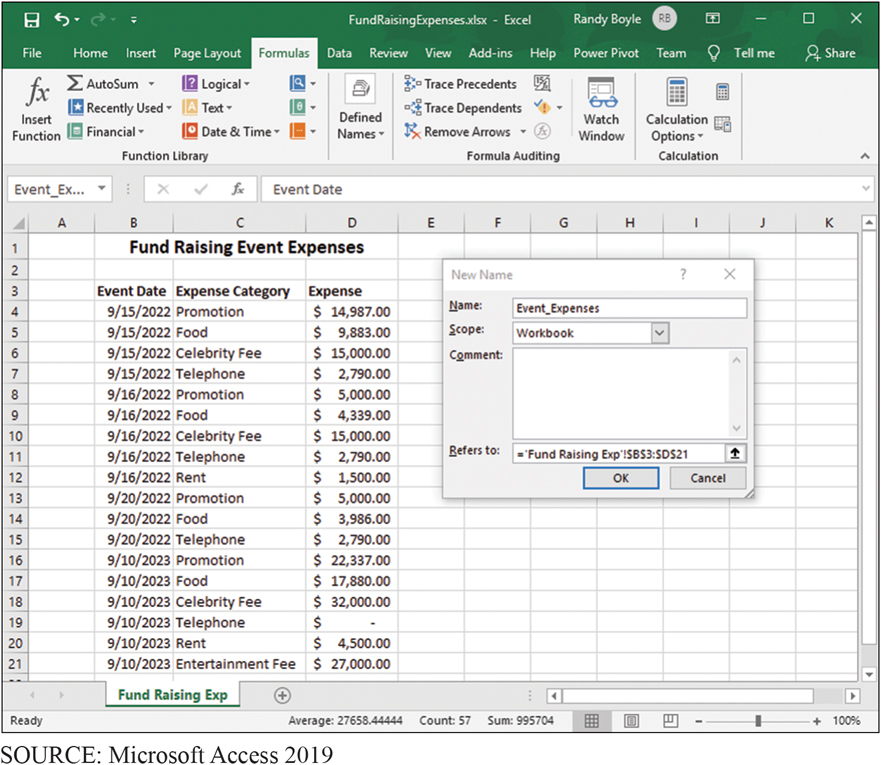 FundRaisingExpenses.xlsx - Excel
Randy Boyle
RB
File Home Insert Page Layout Formulas Data Review View Add-ins Help Power Pivot Team Tell me Share
fx
Insert
Function
AutoSum
Recently Used
Financial
Logical
Text
Date & Time
Function Library
Defined
Names
Trace Precedents
Trace Dependents
Remove Arrows
fx
Formula Auditing
Watch
Window
Calculation
Options
Calculation
Event_Ex...
fx
Event Date
A B C D E F G H I J K
1 Fund Raising Event Expenses
2
3 Event Date Expense Category Expense
4 9/15/2022 Promotion $ 14,987.00
5 9/15/2022 Food $ 9,883.00
6 9/15/2022 Celebrity Fee $ 15,000.00
7 9/15/2022 Telephone $ 2,790.00
8 9/16/2022 Promotion $ 5,000.00
9 9/16/2022 Food $ 4,339.00
10 9/16/2022 Celebrity Fee $ 15,000.00
11 9/16/2022 Telephone $ 2,790.00
12 9/16/2022 Rent $ 1,500.00
13 9/20/2022 Promotion $ 5,000.00
14 9/20/2022 Food $ 3,986.00
15 9/20/2022 Telephone $ 2,790.00
16 9/10/2023 Promotion $ 22,337.00
17 9/10/2023 Food $ 17,880.00
18 9/10/2023 Celebrity Fee $ 32,000.00
19 9/10/2023 Telephone $ -
20 9/10/2023 Rent $ 4,500.00
21 9/10/2023 Entertainment Fee $ 27,000.00
New Name ?
Name: Event_Expenses
Scope: Workbook
Comment:
Refers to: ='Fund Raising Exp'!$B$3:$D$21
OK Cancel
Fund Raising Exp
Ready Average: 27658.44444 Count: 57 Sum: 995704 100%
SOURCE: Microsoft Access 2019